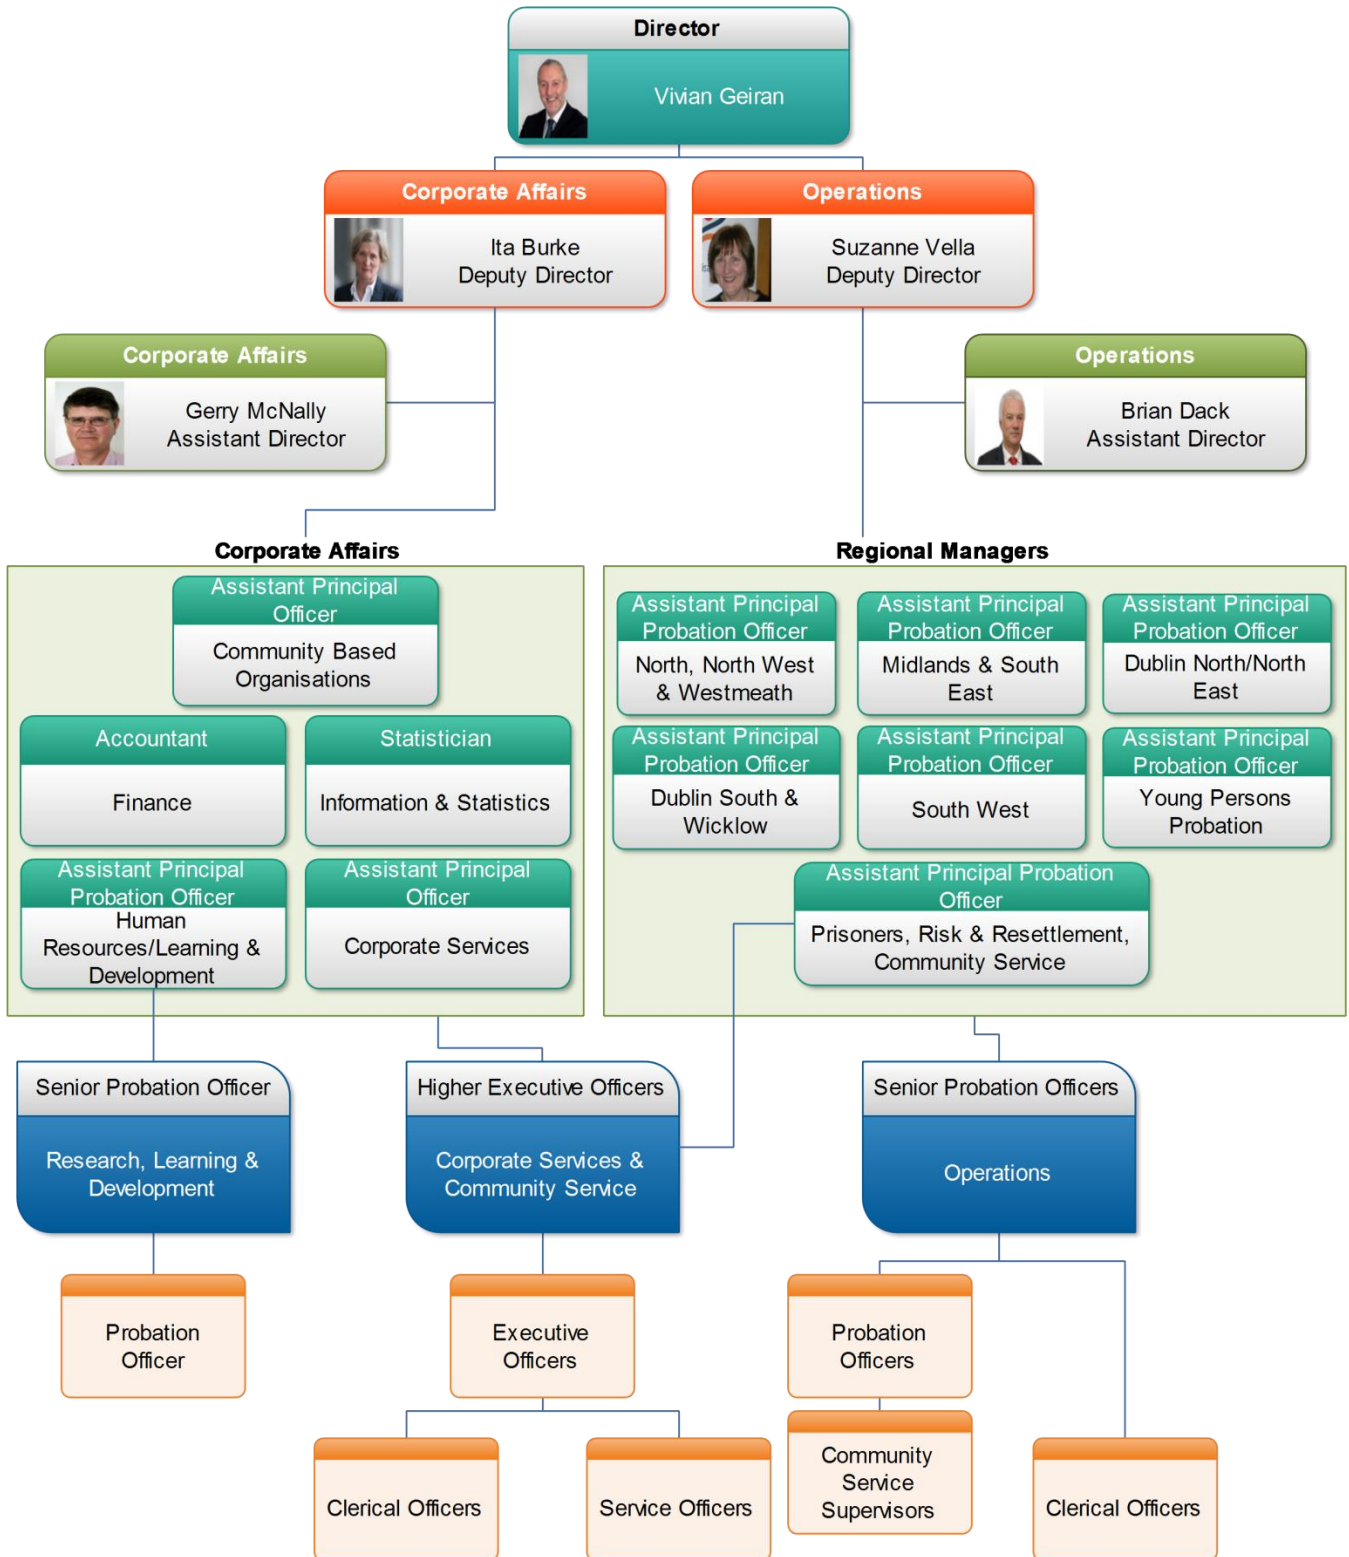 Director
Vivian Geiran
Corporate Affairs
Ita Burke
Deputy Director
Operations
Suzanne Vella
Deputy Director
Corporate Affairs
Gerry McNally
Assistant Director
Operations
Brian Dack
Assistant Director
Corporate Affairs
Assistant Principal
Officer
Community Based
Organisations
Accountant
Finance
Statistician
Information & Statistics
Assistant Principal
Probation Officer
Human
Resources/Learning &
Development
Assistant Principal
Officer
Corporate Services
Regional Managers
Assistant Principal
Probation Officer
North, North West
& Westmeath
Assistant Principal
Probation Officer
Midlands & South
East
Assistant Principal
Probation Officer
Dublin North/North
East
Assistant Principal
Probation Officer
Dublin South &
Wicklow
Assistant Principal
Probation Officer
South West
Assistant Principal
Probation Officer
Young Persons
Probation
Assistant Principal Probation
Officer
Prisoners, Risk & Resettlement,
Community Service
Senior Probation Officer
Research, Learning &
Development
Higher Executive Officers
Corporate Services &
Community Service
Senior Probation Officers
Operations
Probation
Officer
Executive
Officers
Probation
Officers
Clerical Officers
Service Officers
Community
Service
Supervisors
Clerical Officers